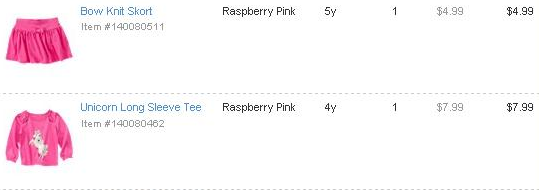 Bow Knit Skort Raspberry Pink 5y 1 $4.99 $4.99
Item #140080511
Unicorn Long Sleeve Tee Raspberry Pink 4y 1 $7.99 $7.99
Item #140080462